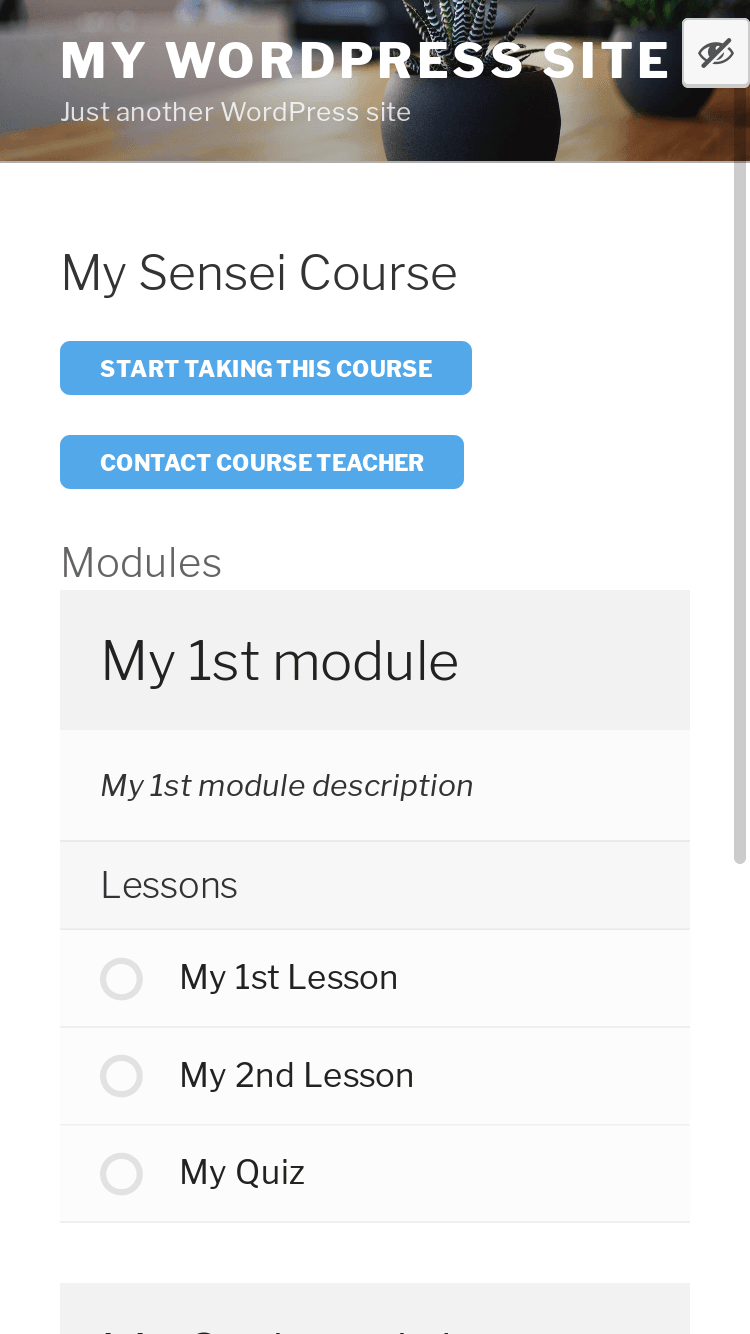 MY WORDPRESS SITE
Just another WordPress site
My Sensei Course
START TAKING THIS COURSE
CONTACT COURSE TEACHER
Modules
My 1st module
My 1st module description
Lessons
My 1st Lesson
My 2nd Lesson
My Quiz